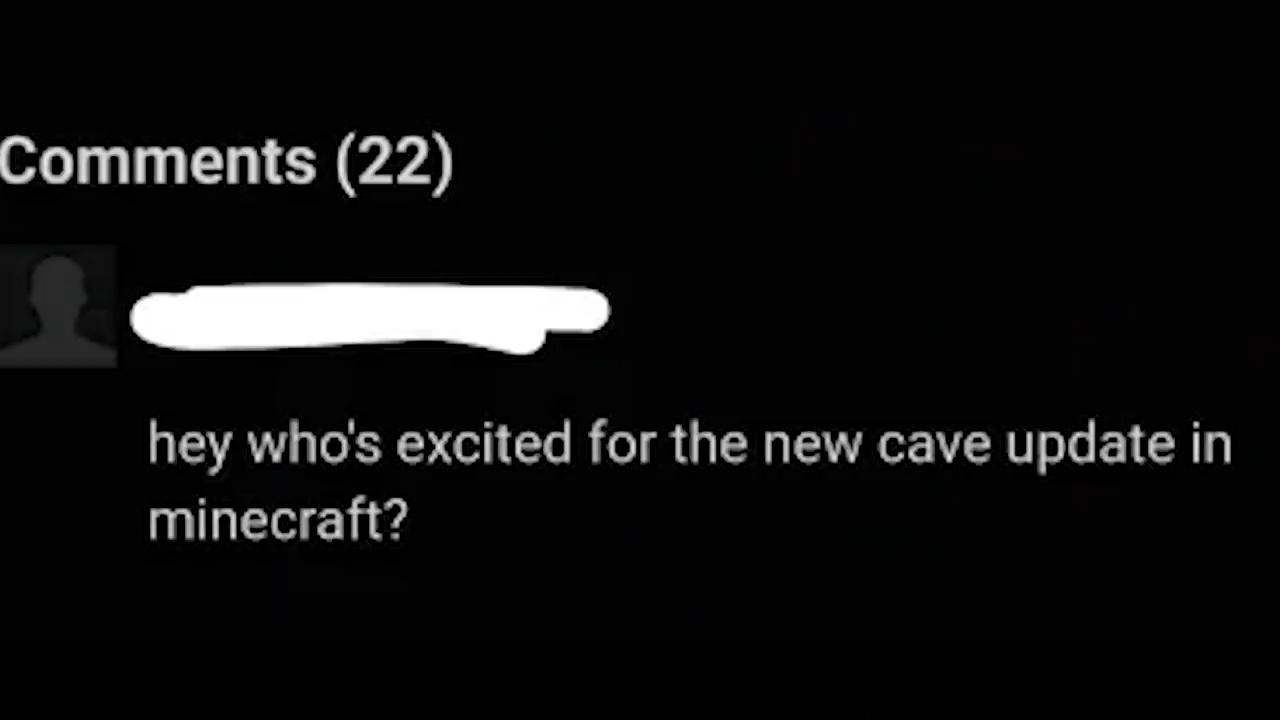 Comments (22)
hey who's excited for the new cave update in
minecraft?